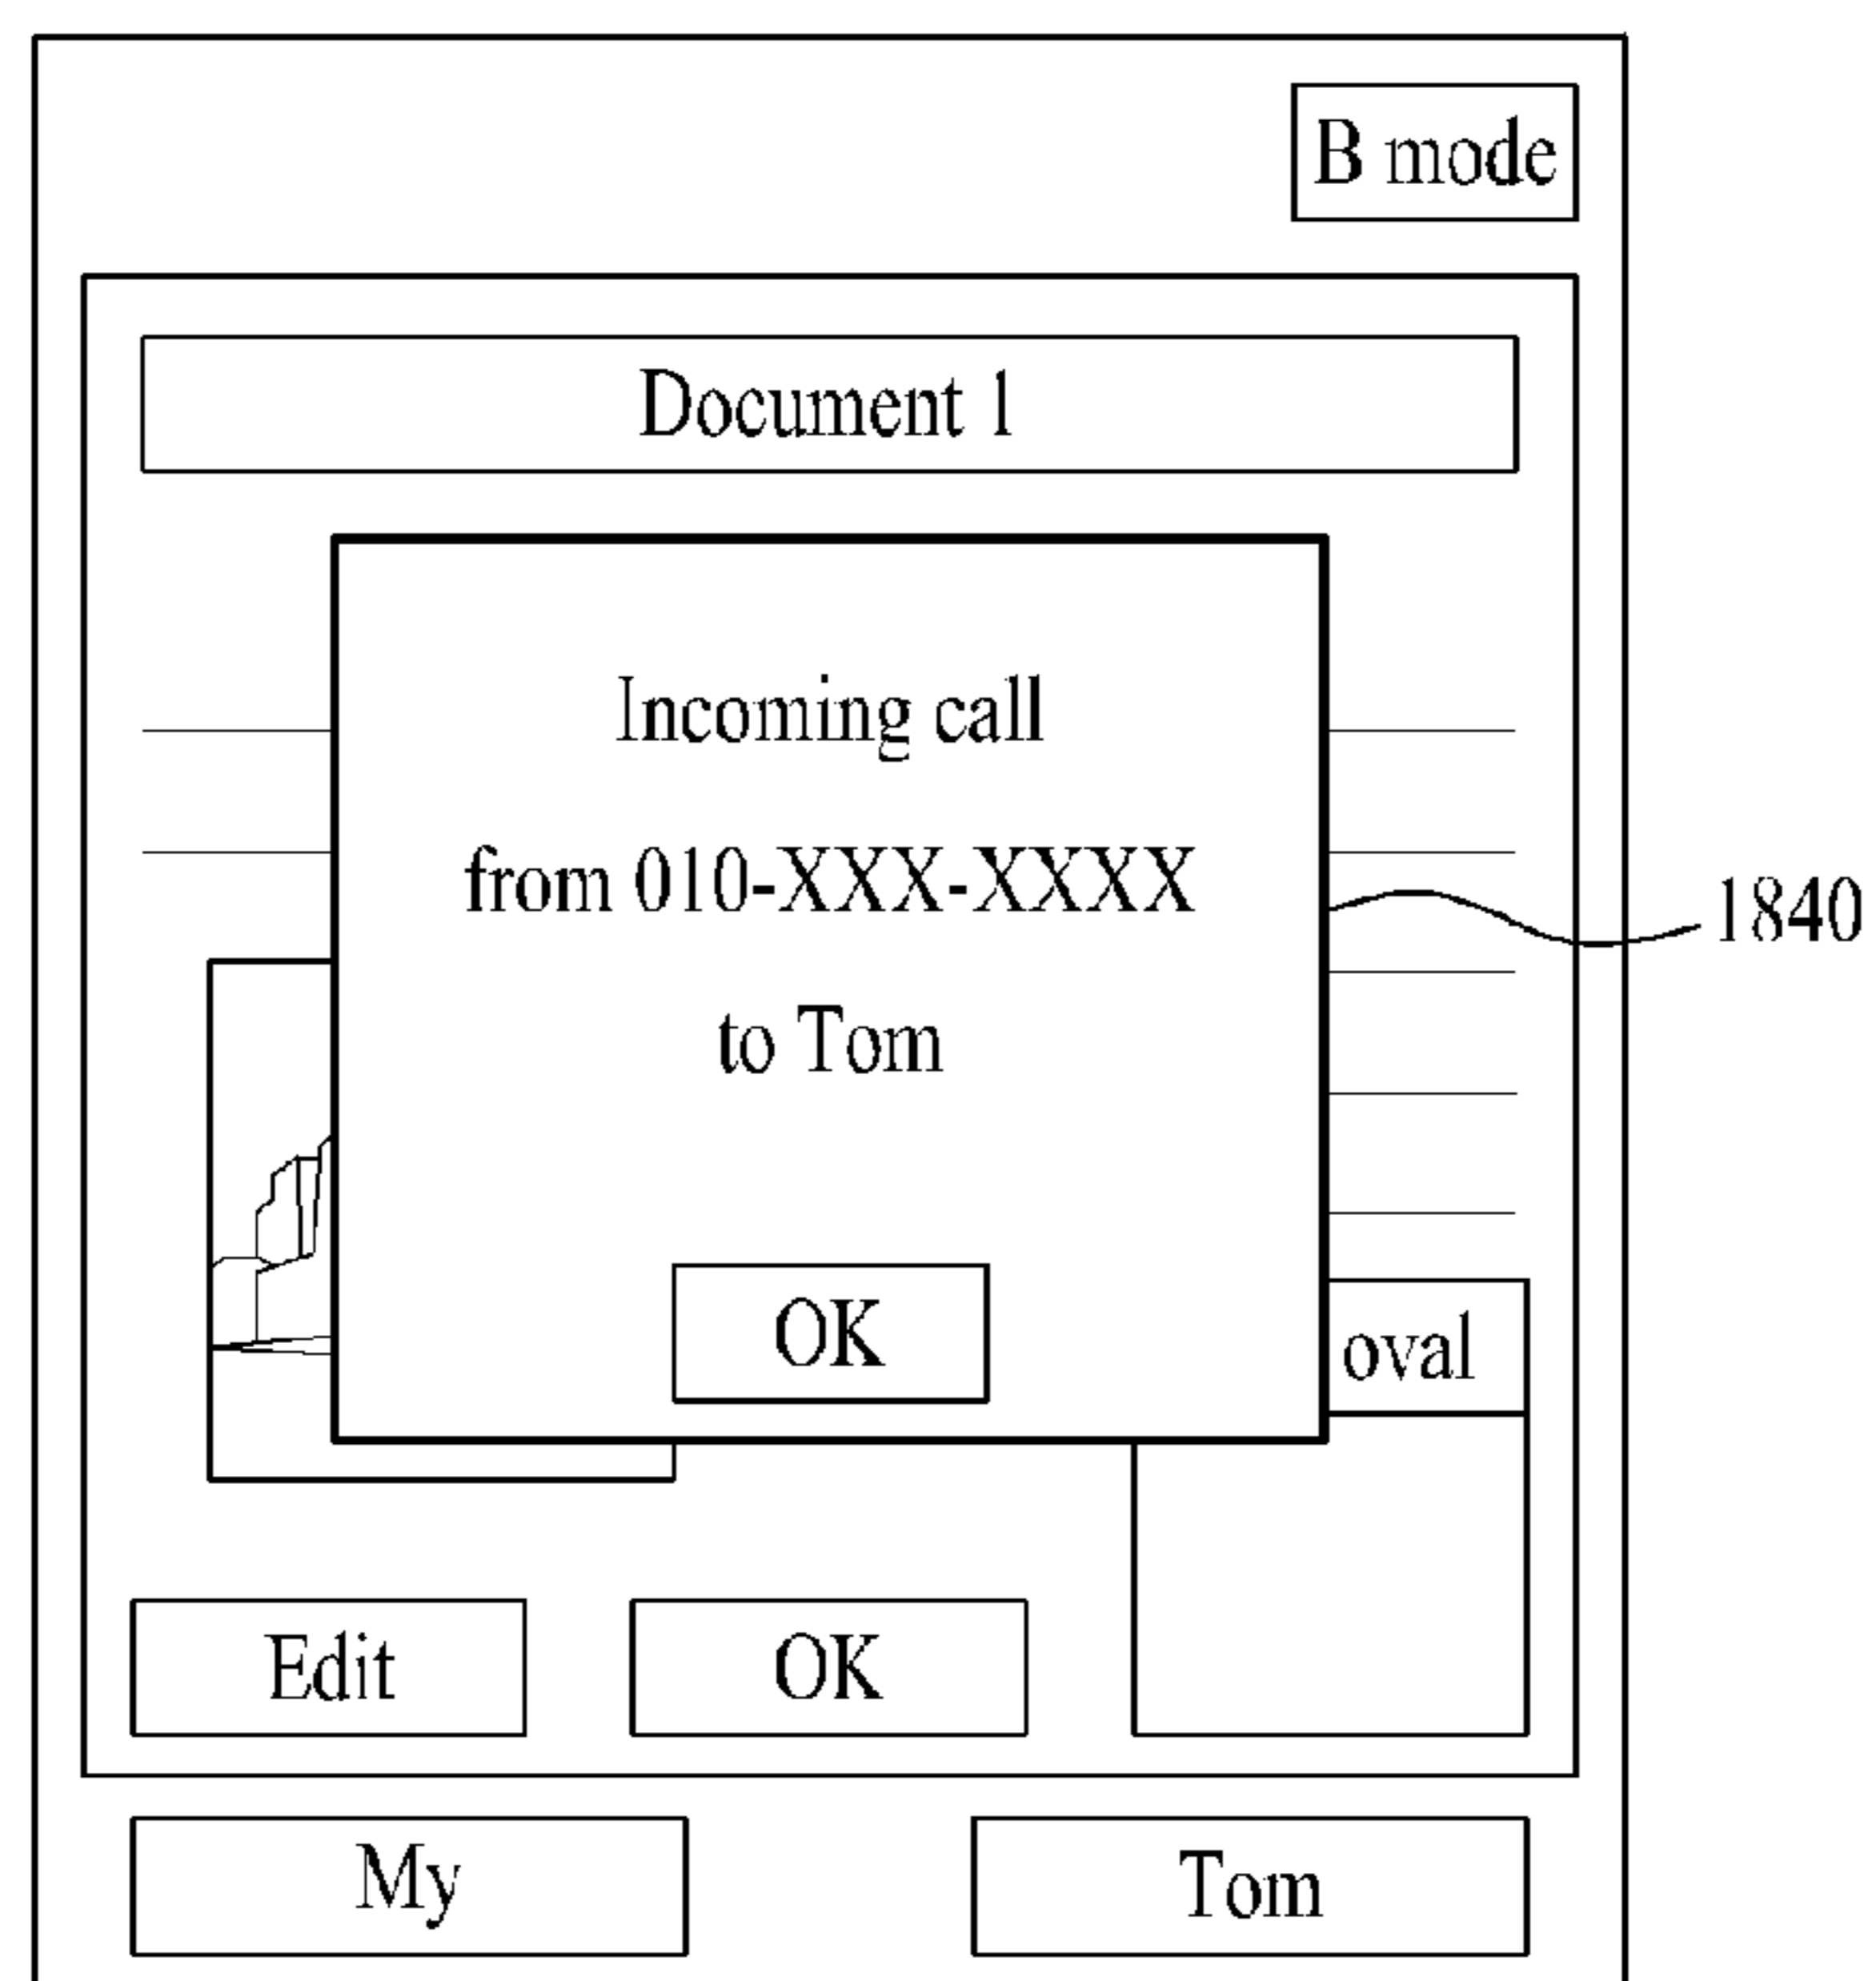 B mode
Document 1
Incoming call
from 010-XXX-XXXX
to Tom
1840
OK
oval
Edit
OK
My
Tom